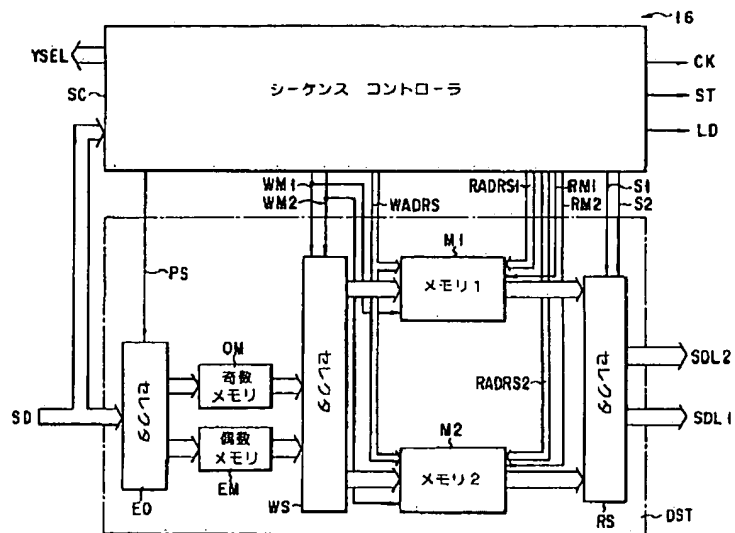 16
YSEL
CK
SC
シーケンス コントローラ
ST
LD
WM1
WM2
WADRS
RADRS1
RM1
RM2
S1
S2
PS
M1
メモリ1
OM
奇数
メモリ
セレクタ
セレクタ
セレクタ
RADRS2
SDL2
SD
偶数
メモリ
EM
M2
メモリ2
SDL1
EO
WS
RS
DST